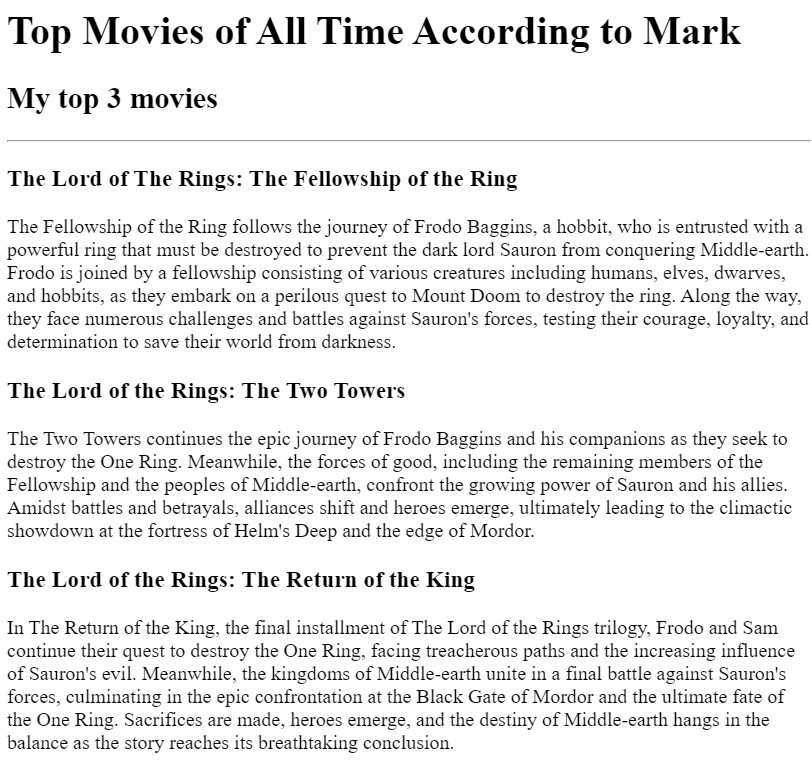 Top Movies of All Time According to Mark
My top 3 movies
The Lord of The Rings: The Fellowship of the Ring
The Fellowship of the Ring follows the journey of Frodo Baggins, a hobbit, who is entrusted with a
powerful ring that must be destroyed to prevent the dark lord Sauron from conquering Middle-earth.
Frodo is joined by a fellowship consisting of various creatures including humans, elves, dwarves,
and hobbits, as they embark on a perilous quest to Mount Doom to destroy the ring. Along the way,
they face numerous challenges and battles against Sauron's forces, testing their courage, loyalty, and
determination to save their world from darkness.
The Lord of the Rings: The Two Towers
The Two Towers continues the epic journey of Frodo Baggins and his companions as they seek to
destroy the One Ring. Meanwhile, the forces of good, including the remaining members of the
Fellowship and the peoples of Middle-earth, confront the growing power of Sauron and his allies.
Amidst battles and betrayals, alliances shift and heroes emerge, ultimately leading to the climactic
showdown at the fortress of Helm's Deep and the edge of Mordor.
The Lord of the Rings: The Return of the King
In The Return of the King, the final installment of The Lord of the Rings trilogy, Frodo and Sam
continue their quest to destroy the One Ring, facing treacherous paths and the increasing influence
of Sauron's evil. Meanwhile, the kingdoms of Middle-earth unite in a final battle against Sauron's
forces, culminating in the epic confrontation at the Black Gate of Mordor and the ultimate fate of
the One Ring. Sacrifices are made, heroes emerge, and the destiny of Middle-earth hangs in the
balance as the story reaches its breathtaking conclusion.